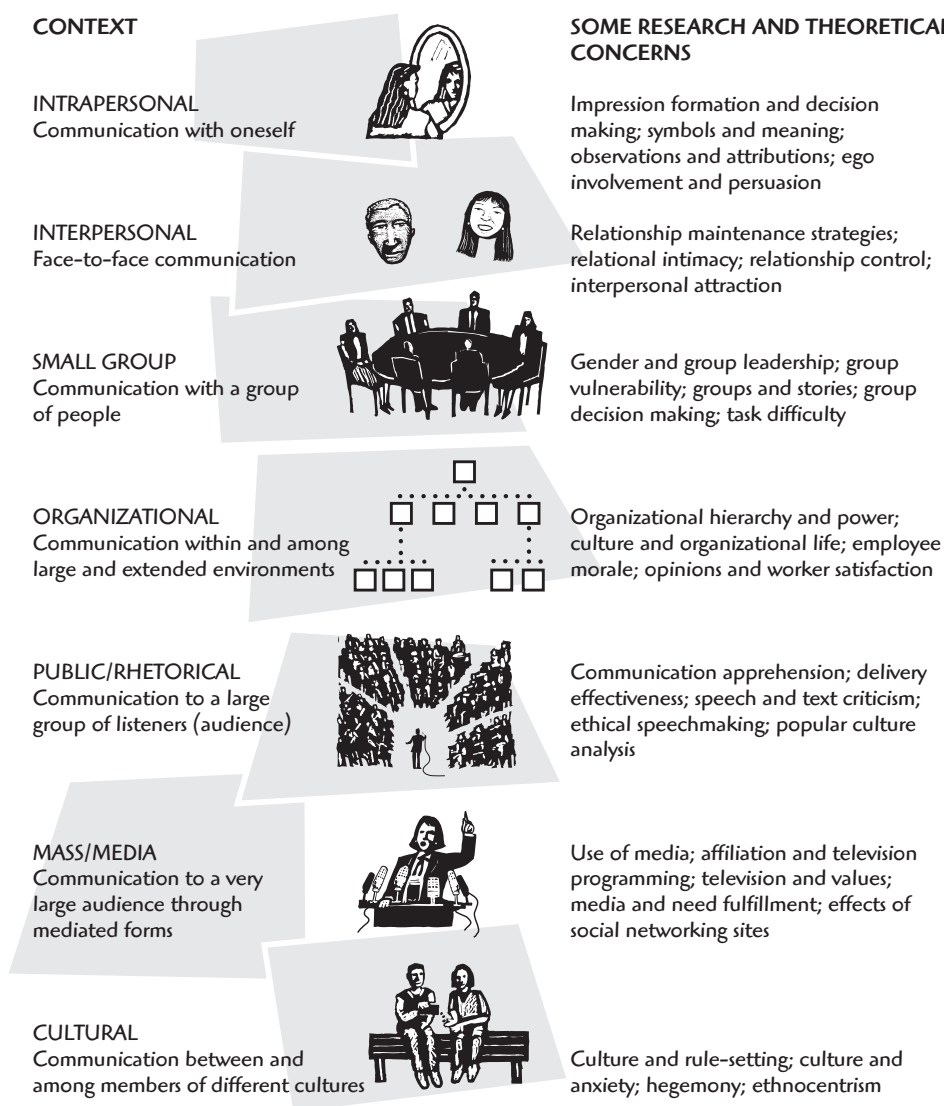 CONTEXT
SOME RESEARCH AND THEORETICAL
CONCERNS
INTRAPERSONAL
Communication with oneself
Impression formation and decision
making; symbols and meaning;
observations and attributions; ego
involvement and persuasion
INTERPERSONAL
Face-to-face communication
Relationship maintenance strategies;
relational intimacy; relationship control;
interpersonal attraction
SMALL GROUP
Communication with a group
of people
Gender and group leadership; group
vulnerability; groups and stories; group
decision making; task difficulty
ORGANIZATIONAL
Communication within and among
large and extended environments
Organizational hierarchy and power;
culture and organizational life; employee
morale; opinions and worker satisfaction
PUBLIC/RHETORICAL
Communication to a large
group of listeners (audience)
Communication apprehension; delivery
effectiveness; speech and text criticism;
ethical speechmaking; popular culture
analysis
MASS/MEDIA
Communication to a very
large audience through
mediated forms
Use of media; affiliation and television
programming; television and values;
media and need fulfillment; effects of
social networking sites
CULTURAL
Communication between and
among members of different cultures
Culture and rule-setting; culture and
anxiety; hegemony; ethnocentrism